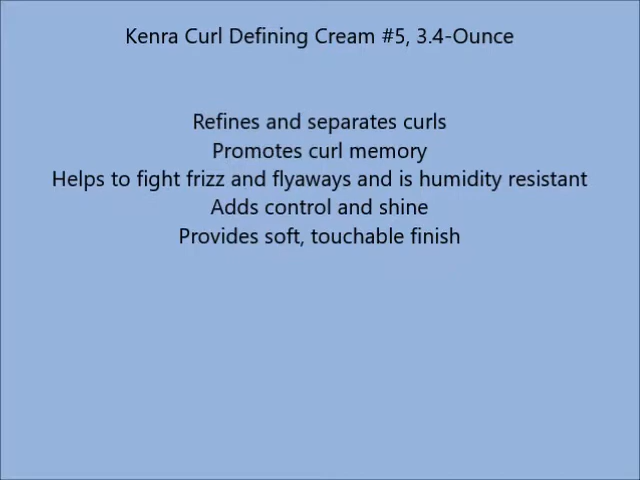 Kenra Curl Defining Cream #5, 3.4-Ounce
Refines and separates curls
Promotes curl memory
Helps to fight frizz and flyaways and is humidity resistant
Adds control and shine
Provides soft, touchable finish